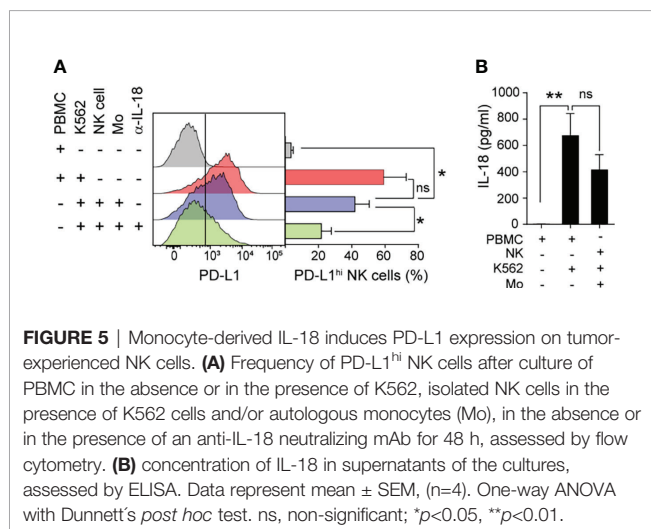 A
PBMC
K562
NK cell
Mo
α-IL-18
+ - - - -
+ + - - -
- + + + -
- + + + +
0 10³ 10⁴ 10⁵
PD-L1
20 40 60 80
PD-L1ʰⁱ NK cells (%)
*
ns
*
B
** ns
IL-18 (pg/ml)
1000
800
600
400
200
0
PBMC + + -
NK - - +
K562 - + +
Mo - - +
FIGURE 5 | Monocyte-derived IL-18 induces PD-L1 expression on tumor-
experienced NK cells. (A) Frequency of PD-L1ʰⁱ NK cells after culture of
PBMC in the absence or in the presence of K562, isolated NK cells in the
presence of K562 cells and/or autologous monocytes (Mo), in the absence or
in the presence of an anti-IL-18 neutralizing mAb for 48 h, assessed by flow
cytometry. (B) concentration of IL-18 in supernatants of the cultures,
assessed by ELISA. Data represent mean ± SEM, (n=4). One-way ANOVA
with Dunnett´s post hoc test. ns, non-significant; *p<0.05, **p<0.01.